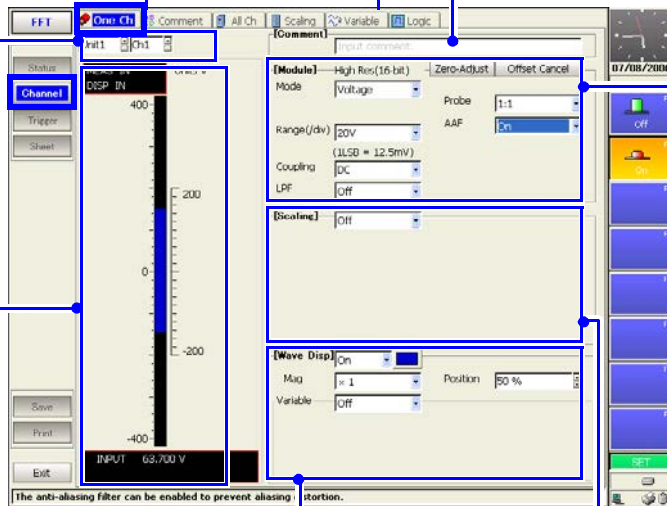 FFT
One Ch
Comment
All Ch
Scaling
Variable
Logic
Unit1
Ch1
[Comment]
Input comment.
07/08/200
Status
Channel
Trigger
Sheet
Save
Print
Exit
MEAS IN
DISP IN
Units V
400
200
0
-200
-400
INPUT 63.700 V
[Module]
High Res(16-bit)
Zero-Adjust
Offset Cancel
Mode
Voltage
Probe
1:1
Range(/div)
20V
AAF
On
(1LSB = 12.5mV)
Coupling
DC
LPF
Off
[Scaling]
Off
[Wave Disp]
On
Mag
× 1
Position
50 %
Variable
Off
Off
On
SET
The anti-aliasing filter can be enabled to prevent aliasing distortion.